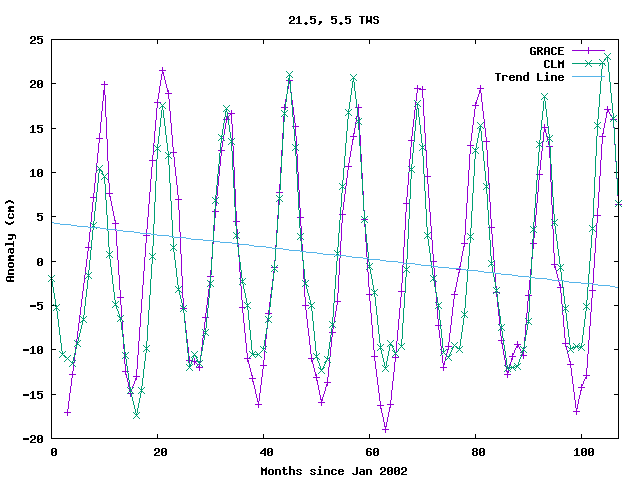 21.5, 5.5 TWS
GRACE
CLM
Trend Line
25
20
15
10
5
0
-5
-10
-15
-20
Anomaly (cm)
0 20 40 60 80 100
Months since Jan 2002